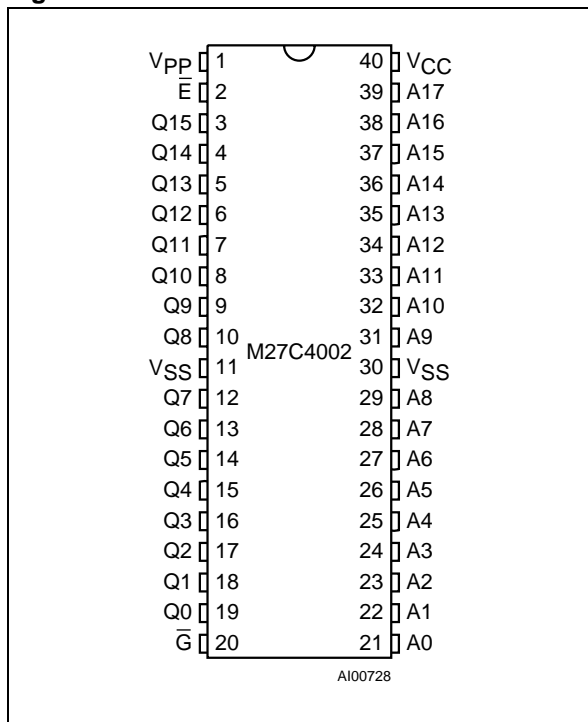 VPP 1 40 VCC
E̅ 2 39 A17
Q15 3 38 A16
Q14 4 37 A15
Q13 5 36 A14
Q12 6 35 A13
Q11 7 34 A12
Q10 8 33 A11
Q9 9 32 A10
Q8 10 31 A9
M27C4002
VSS 11 30 VSS
Q7 12 29 A8
Q6 13 28 A7
Q5 14 27 A6
Q4 15 26 A5
Q3 16 25 A4
Q2 17 24 A3
Q1 18 23 A2
Q0 19 22 A1
G̅ 20 21 A0
AI00728